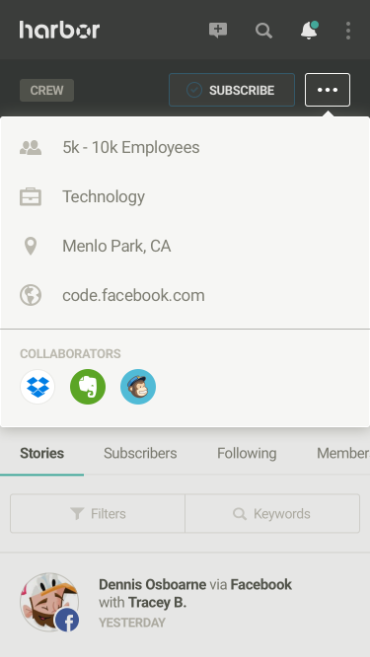 harbor
CREW
SUBSCRIBE
5k - 10k Employees
Technology
Menlo Park, CA
code.facebook.com
COLLABORATORS
Stories Subscribers Following Member
Filters Keywords
Dennis Osboarne via Facebook
with Tracey B.
YESTERDAY